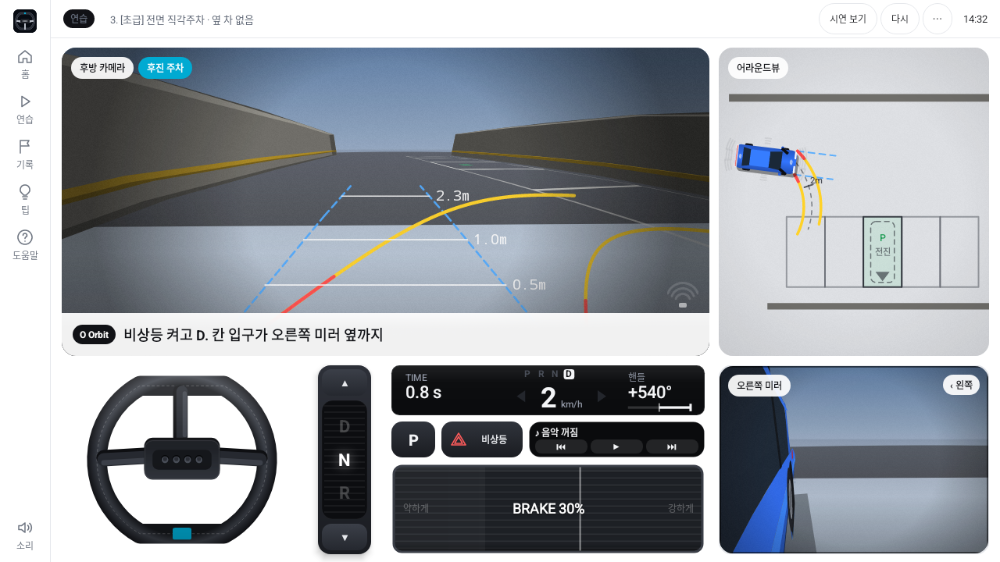 연습
3. [초급] 전면 직각주차 · 옆 차 없음
시연 보기
다시
···
14:32
홈
연습
기록
팁
도움말
소리
후방 카메라
후진 주차
2.3m
1.0m
0.5m
O Orbit
비상등 켜고 D. 칸 입구가 오른쪽 미러 옆까지
어라운드뷰
2m
P
전진
D
N
R
TIME
0.8 s
P R N D
2 km/h
핸들
+540°
P
비상등
♪ 음악 꺼짐
약하게
BRAKE 30%
강하게
오른쪽 미러
‹ 왼쪽